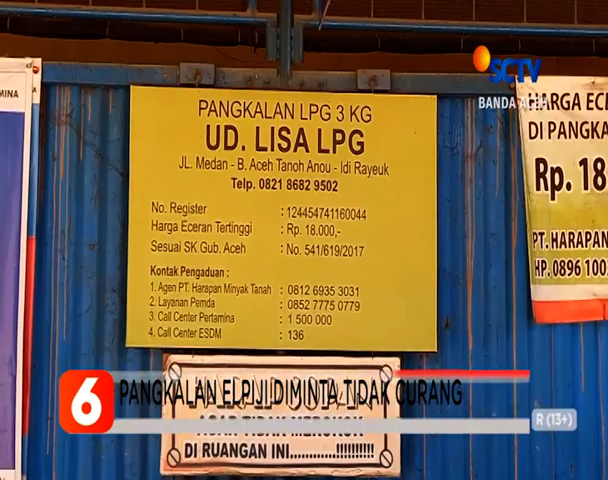 SCTV
BANDA ACEH
MINA
PANGKALAN LPG 3 KG
UD. LISA LPG
JL. Medan - B. Aceh Tanoh Anou - Idi Rayeuk
Telp. 0821 8682 9502
No. Register : 124454741160044
Harga Eceran Tertinggi : Rp. 18.000,-
Sesuai SK Gub. Aceh : No. 541/619/2017
Kontak Pengaduan :
1. Agen PT. Harapan Minyak Tanah : 0812 6935 3031
2. Layanan Pemda : 0852 7775 0779
3. Call Center Pertamina : 1 500 000
4. Call Center ESDM : 136
HARGA ECE
DI PANGKA
Rp. 18
PT. HARAPAN
HP. 0896 100
6
PANGKALAN ELPIJI DIMINTA TIDAK CURANG
R (13+)
AGAR TIDAK MEROKOK
DI RUANGAN INI............!!!!!!!!!!